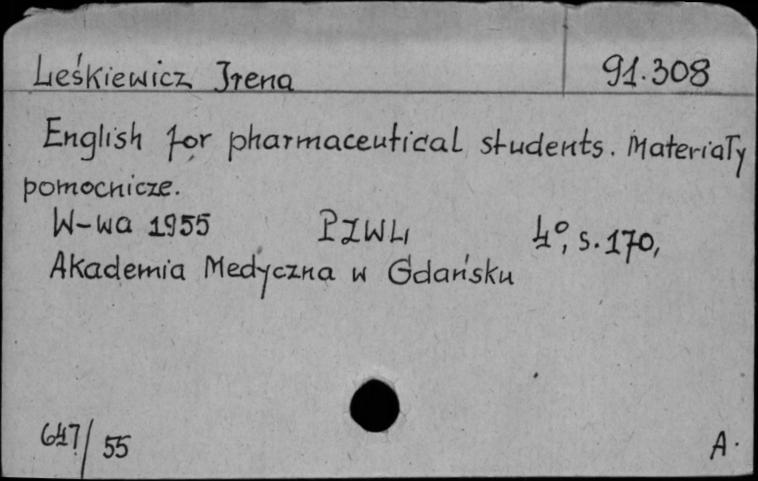 Leśkiewicz Irena 91.308
English for pharmaceutical students. Materiały
pomocnicze.
W-wa 1955 PZWL 4°, s. 170,
Akademia Medyczna w Gdańsku
647/55 A.